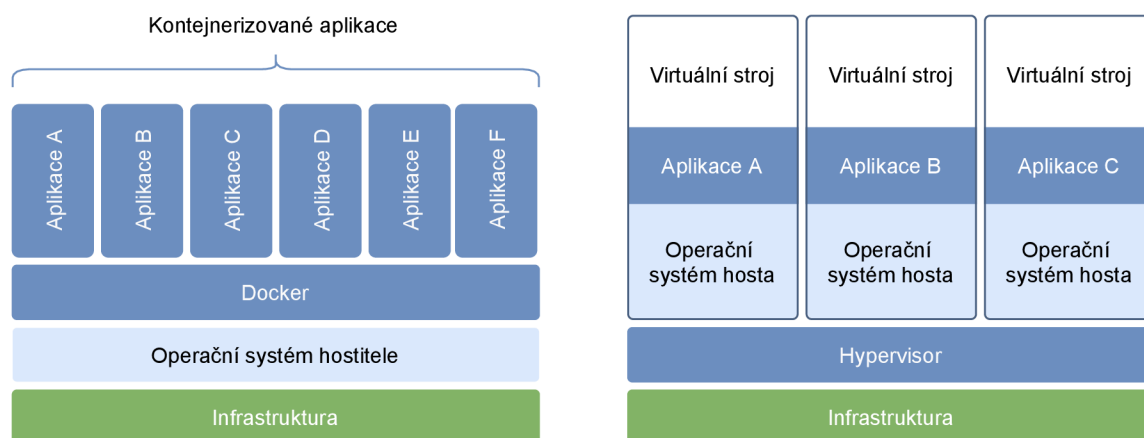 Kontejnerizované aplikace
Aplikace A
Aplikace B
Aplikace C
Aplikace D
Aplikace E
Aplikace F
Docker
Operační systém hostitele
Infrastruktura
Virtuální stroj
Aplikace A
Operační
systém hosta
Virtuální stroj
Aplikace B
Operační
systém hosta
Virtuální stroj
Aplikace C
Operační
systém hosta
Hypervisor
Infrastruktura